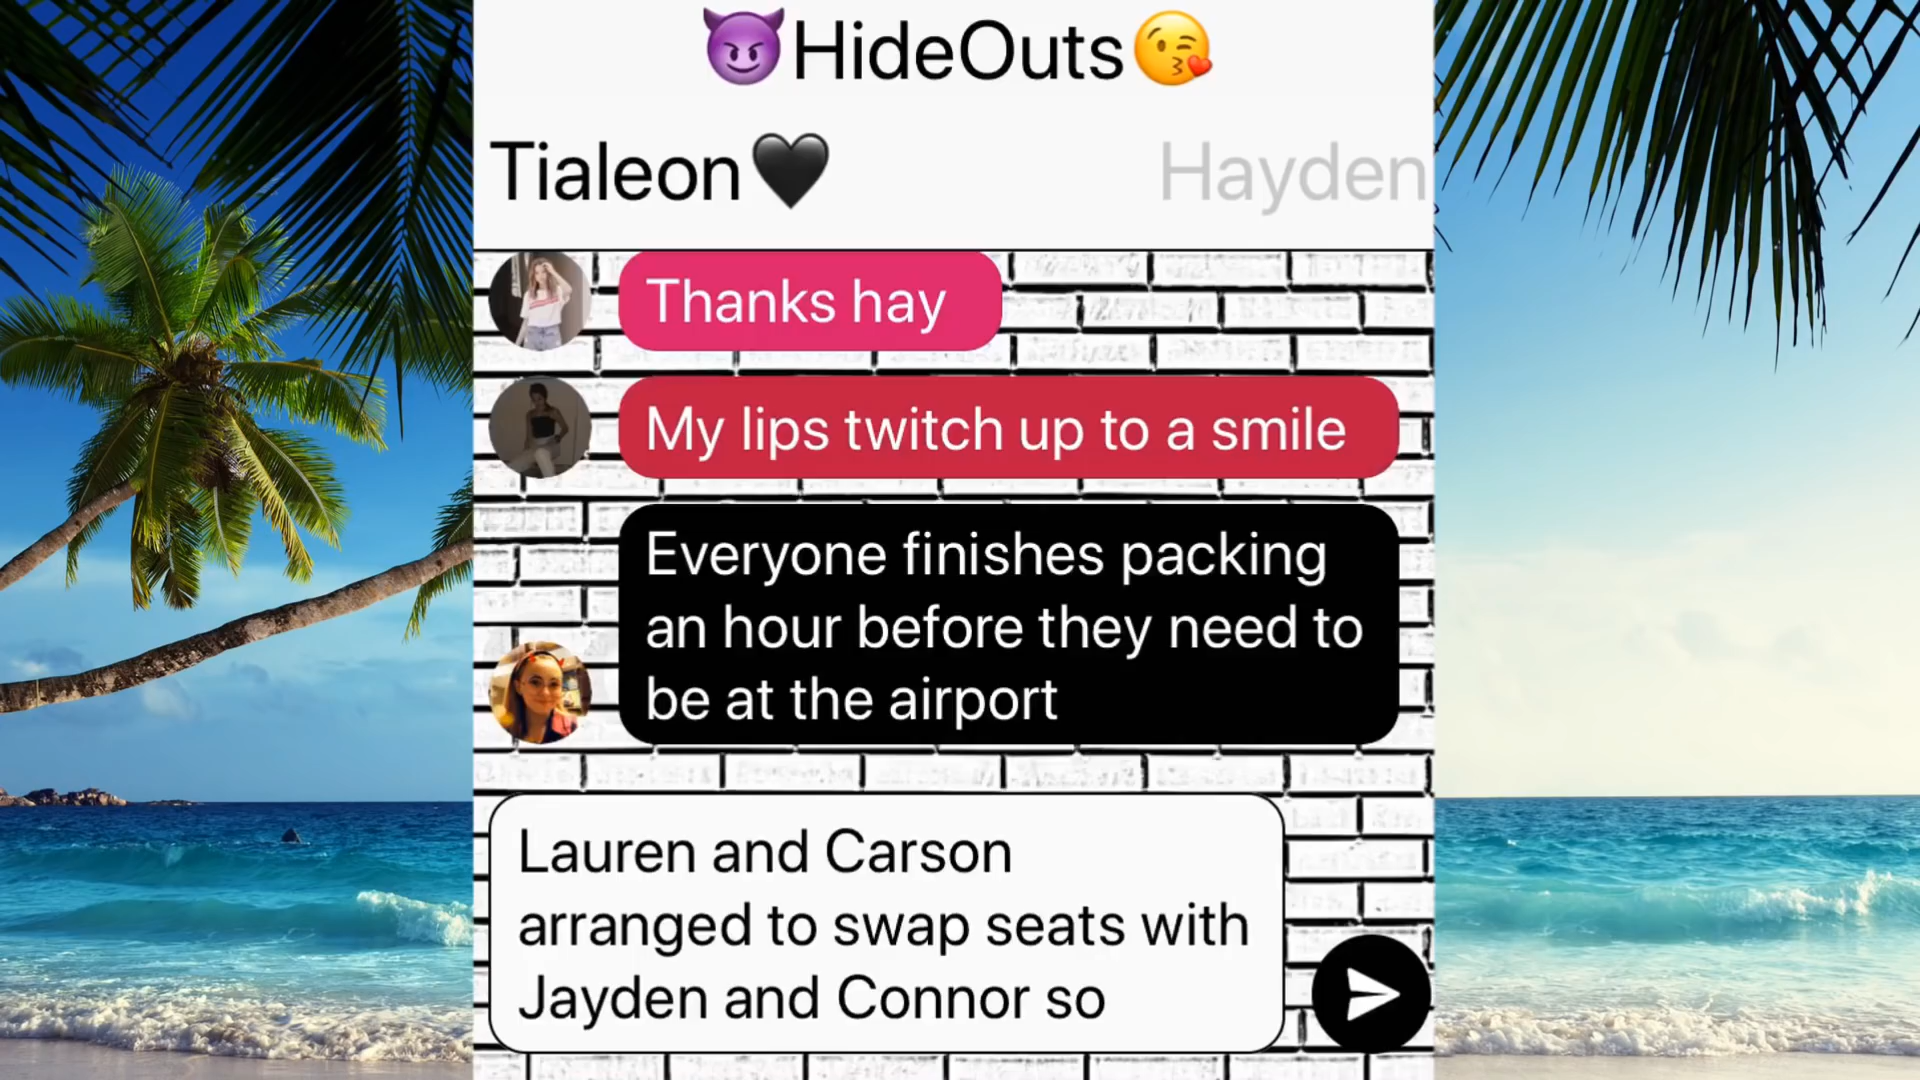 😈HideOuts😘
Tialeon🖤 Hayden
Thanks hay
My lips twitch up to a smile
Everyone finishes packing
an hour before they need to
be at the airport
Lauren and Carson
arranged to swap seats with
Jayden and Connor so